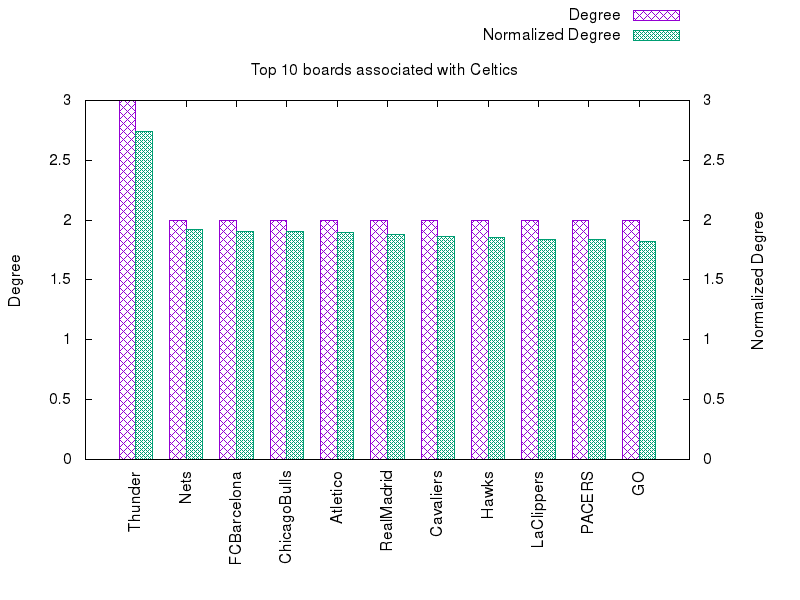 Degree
Normalized Degree
Top 10 boards associated with Celtics
3 3
2.5 2.5
2 2
1.5 1.5
1 1
0.5 0.5
0 0
Degree
Normalized Degree
Thunder
Nets
FCBarcelona
ChicagoBulls
Atletico
RealMadrid
Cavaliers
Hawks
LaClippers
PACERS
GO